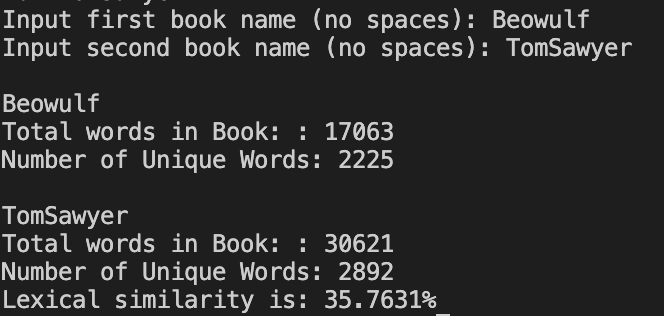 Input first book name (no spaces): Beowulf
Input second book name (no spaces): TomSawyer
Beowulf
Total words in Book: : 17063
Number of Unique Words: 2225
TomSawyer
Total words in Book: : 30621
Number of Unique Words: 2892
Lexical similarity is: 35.7631%